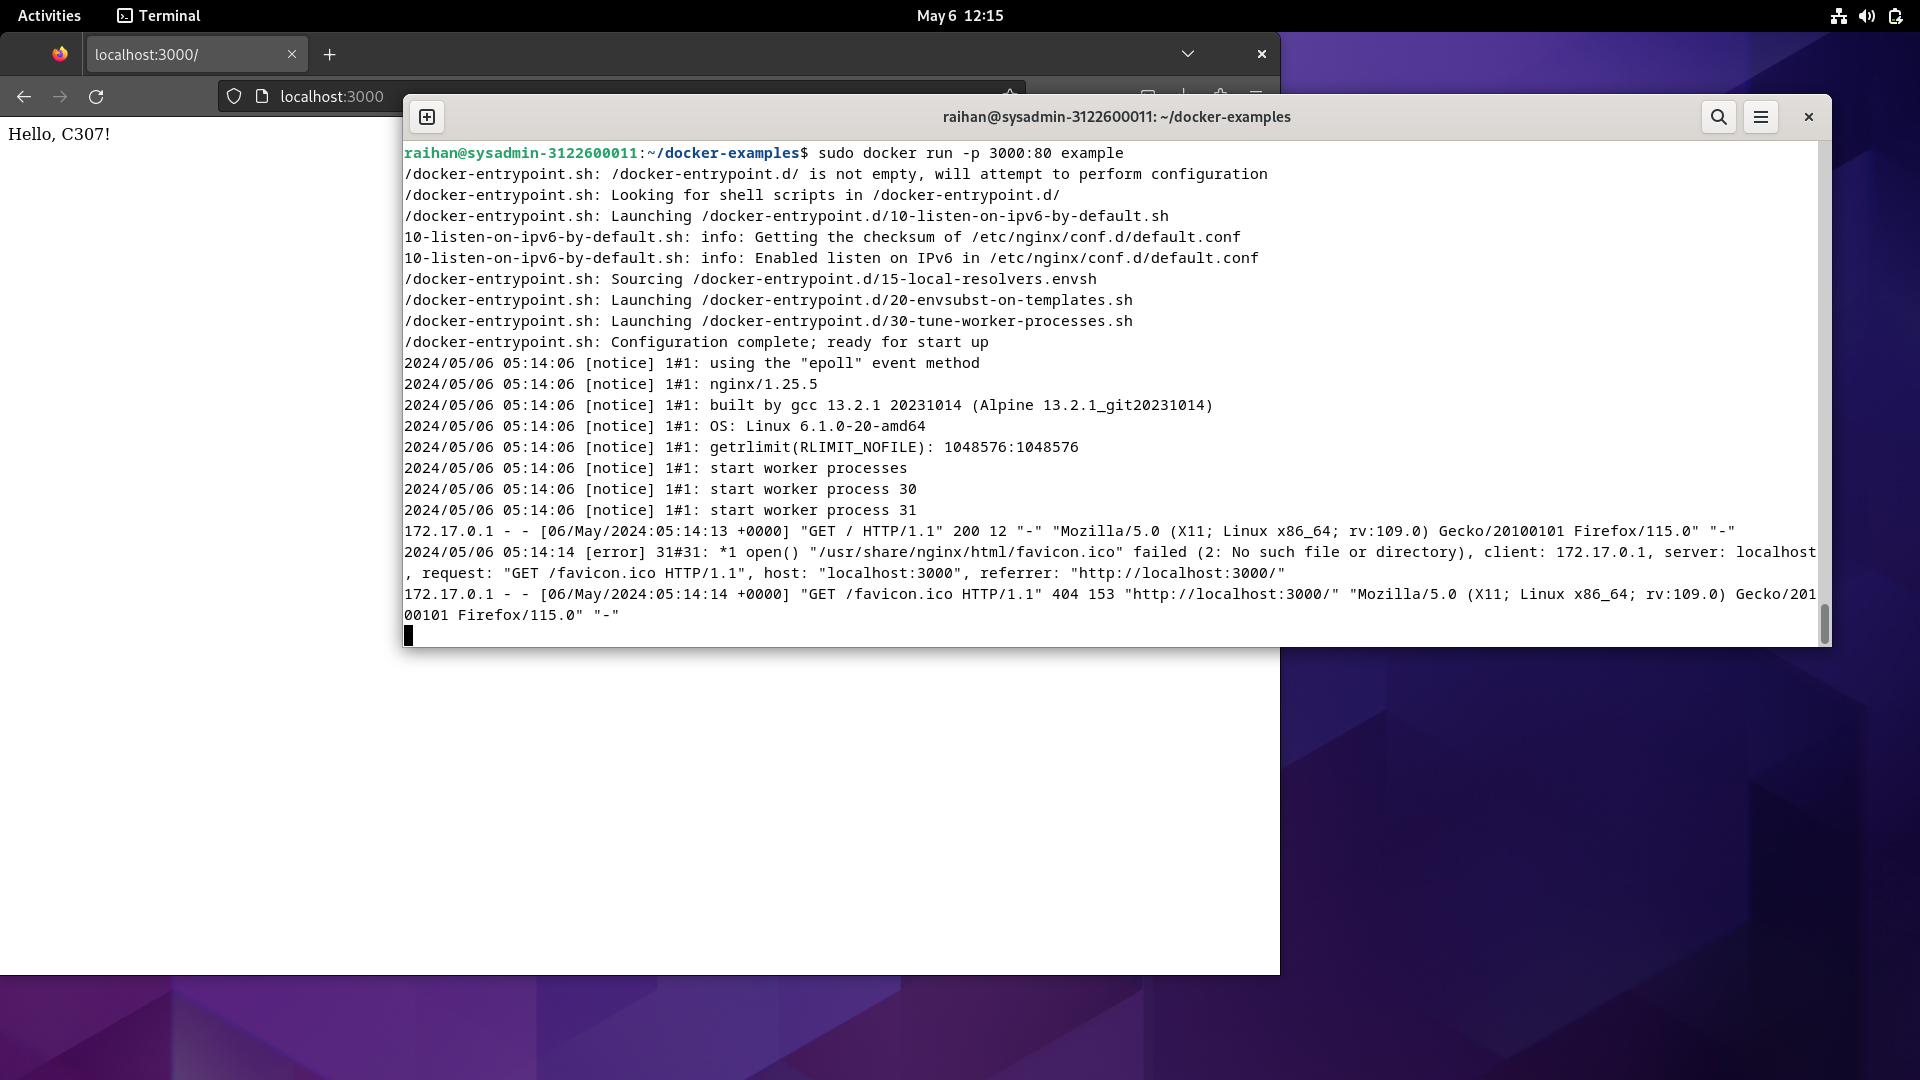 Activities
Terminal
May 6 12:15
localhost:3000/
localhost:3000
Hello, C307!
raihan@sysadmin-3122600011: ~/docker-examples
raihan@sysadmin-3122600011:~/docker-examples$ sudo docker run -p 3000:80 example
/docker-entrypoint.sh: /docker-entrypoint.d/ is not empty, will attempt to perform configuration
/docker-entrypoint.sh: Looking for shell scripts in /docker-entrypoint.d/
/docker-entrypoint.sh: Launching /docker-entrypoint.d/10-listen-on-ipv6-by-default.sh
10-listen-on-ipv6-by-default.sh: info: Getting the checksum of /etc/nginx/conf.d/default.conf
10-listen-on-ipv6-by-default.sh: info: Enabled listen on IPv6 in /etc/nginx/conf.d/default.conf
/docker-entrypoint.sh: Sourcing /docker-entrypoint.d/15-local-resolvers.envsh
/docker-entrypoint.sh: Launching /docker-entrypoint.d/20-envsubst-on-templates.sh
/docker-entrypoint.sh: Launching /docker-entrypoint.d/30-tune-worker-processes.sh
/docker-entrypoint.sh: Configuration complete; ready for start up
2024/05/06 05:14:06 [notice] 1#1: using the "epoll" event method
2024/05/06 05:14:06 [notice] 1#1: nginx/1.25.5
2024/05/06 05:14:06 [notice] 1#1: built by gcc 13.2.1 20231014 (Alpine 13.2.1_git20231014)
2024/05/06 05:14:06 [notice] 1#1: OS: Linux 6.1.0-20-amd64
2024/05/06 05:14:06 [notice] 1#1: getrlimit(RLIMIT_NOFILE): 1048576:1048576
2024/05/06 05:14:06 [notice] 1#1: start worker processes
2024/05/06 05:14:06 [notice] 1#1: start worker process 30
2024/05/06 05:14:06 [notice] 1#1: start worker process 31
172.17.0.1 - - [06/May/2024:05:14:13 +0000] "GET / HTTP/1.1" 200 12 "-" "Mozilla/5.0 (X11; Linux x86_64; rv:109.0) Gecko/20100101 Firefox/115.0" "-"
2024/05/06 05:14:14 [error] 31#31: *1 open() "/usr/share/nginx/html/favicon.ico" failed (2: No such file or directory), client: 172.17.0.1, server: localhost
, request: "GET /favicon.ico HTTP/1.1", host: "localhost:3000", referrer: "http://localhost:3000/"
172.17.0.1 - - [06/May/2024:05:14:14 +0000] "GET /favicon.ico HTTP/1.1" 404 153 "http://localhost:3000/" "Mozilla/5.0 (X11; Linux x86_64; rv:109.0) Gecko/201
00101 Firefox/115.0" "-"